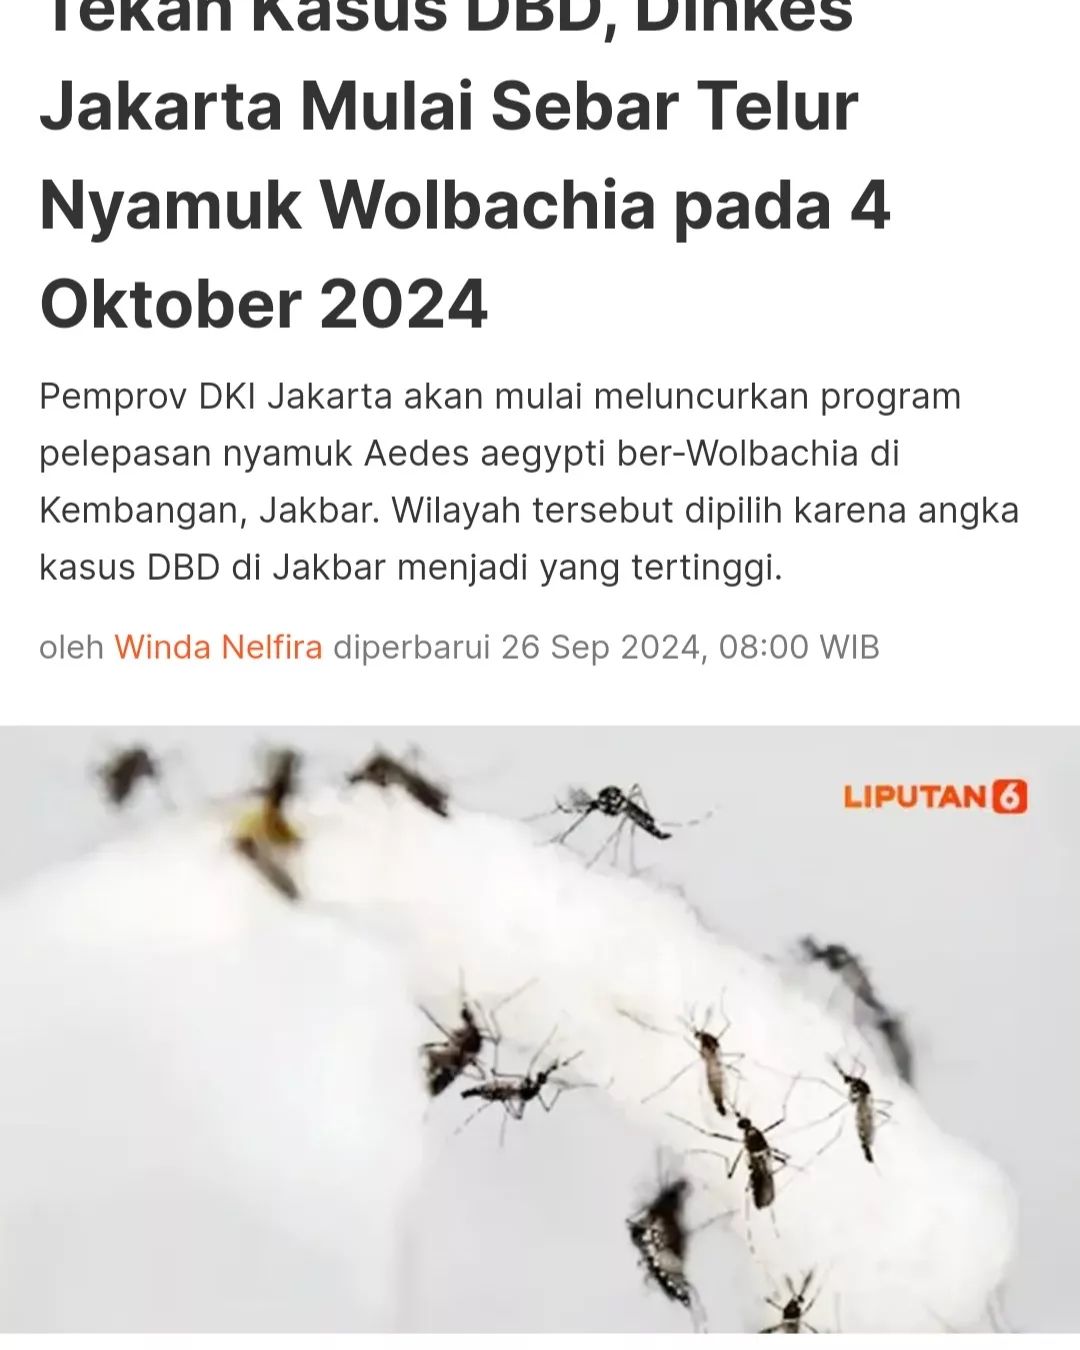 Tekan Kasus DBD, Dinkes
Jakarta Mulai Sebar Telur
Nyamuk Wolbachia pada 4
Oktober 2024
Pemprov DKI Jakarta akan mulai meluncurkan program
pelepasan nyamuk Aedes aegypti ber-Wolbachia di
Kembangan, Jakbar. Wilayah tersebut dipilih karena angka
kasus DBD di Jakbar menjadi yang tertinggi.
oleh Winda Nelfira diperbarui 26 Sep 2024, 08:00 WIB
LIPUTAN6